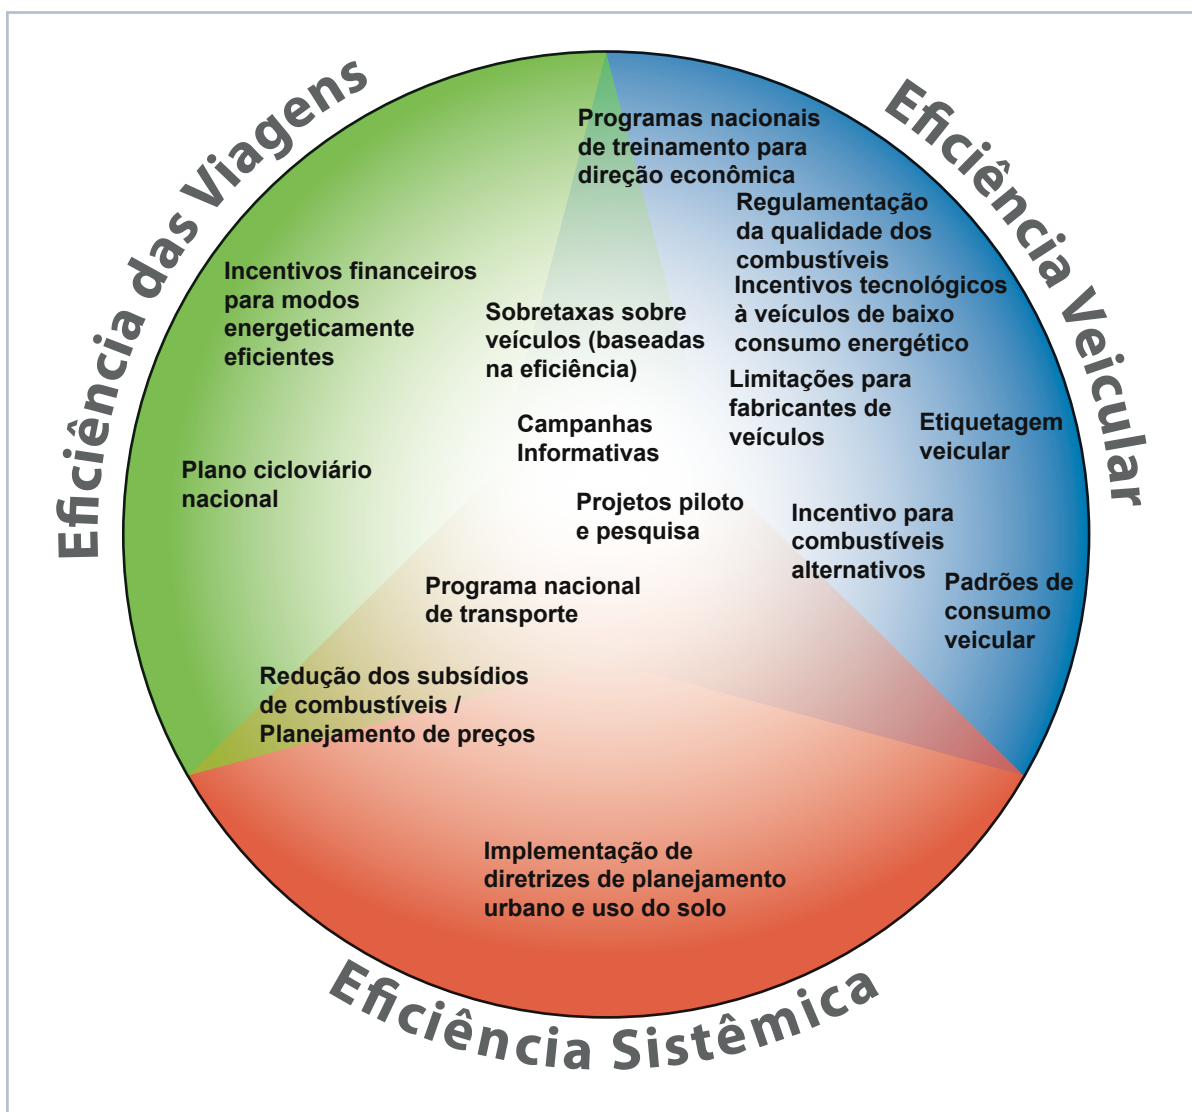 Eficiência das Viagens
Eficiência Veicular
Programas nacionais
de treinamento para
direção econômica
Regulamentação
da qualidade dos
combustíveis
Incentivos financeiros
para modos
energeticamente
eficientes
Sobretaxas sobre
veículos (baseadas
na eficiência)
Incentivos tecnológicos
à veículos de baixo
consumo energético
Limitações para
fabricantes de
veículos
Etiquetagem
veicular
Campanhas
Informativas
Plano cicloviário
nacional
Projetos piloto
e pesquisa
Incentivo para
combustíveis
alternativos
Padrões de
consumo
veicular
Programa nacional
de transporte
Redução dos subsídios
de combustíveis /
Planejamento de preços
Implementação de
diretrizes de planejamento
urbano e uso do solo
Eficiência Sistêmica